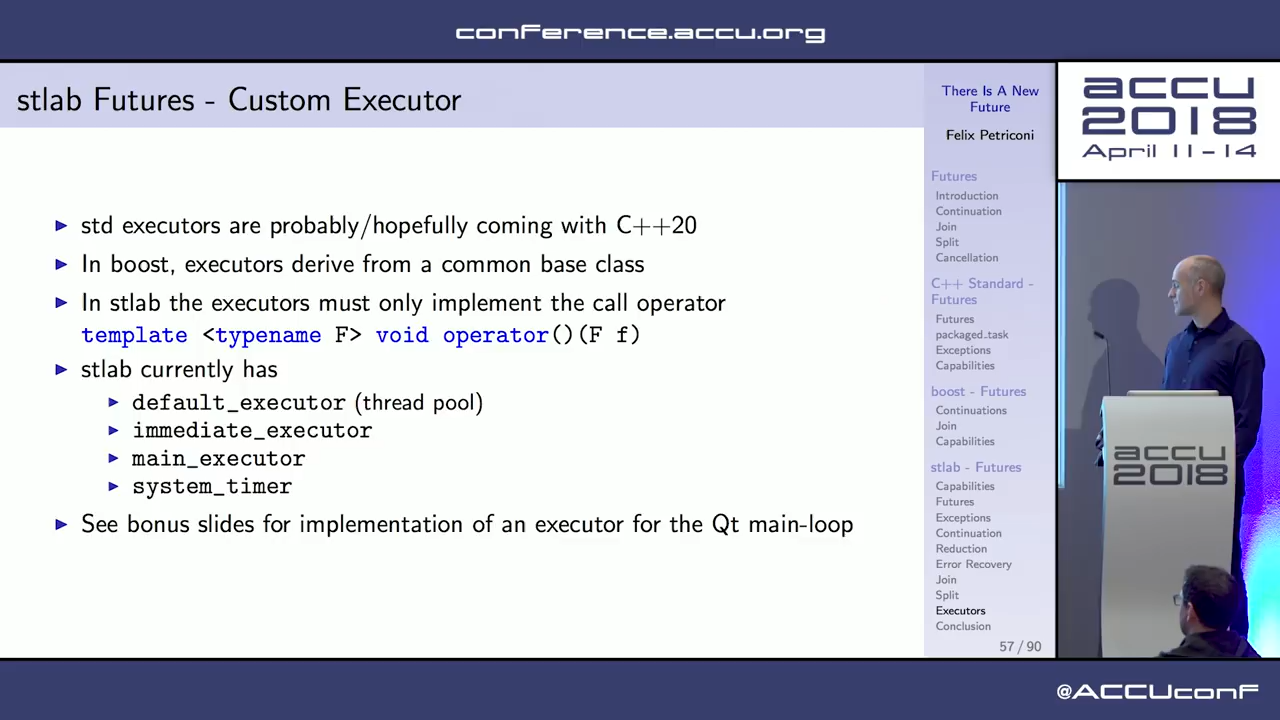 conference.accu.org
stlab Futures - Custom Executor
▶ std executors are probably/hopefully coming with C++20
▶ In boost, executors derive from a common base class
▶ In stlab the executors must only implement the call operator
template <typename F> void operator()(F f)
▶ stlab currently has
▶ default_executor (thread pool)
▶ immediate_executor
▶ main_executor
▶ system_timer
▶ See bonus slides for implementation of an executor for the Qt main-loop
There Is A New
Future
Felix Petriconi
Futures
Introduction
Continuation
Join
Split
Cancellation
C++ Standard -
Futures
Futures
packaged_task
Exceptions
Capabilities
boost - Futures
Continuations
Join
Capabilities
stlab - Futures
Capabilities
Futures
Exceptions
Continuation
Reduction
Error Recovery
Join
Split
Executors
Conclusion
57 / 90
accu
2018
April 11-14
accu
2018
@ACCUconf